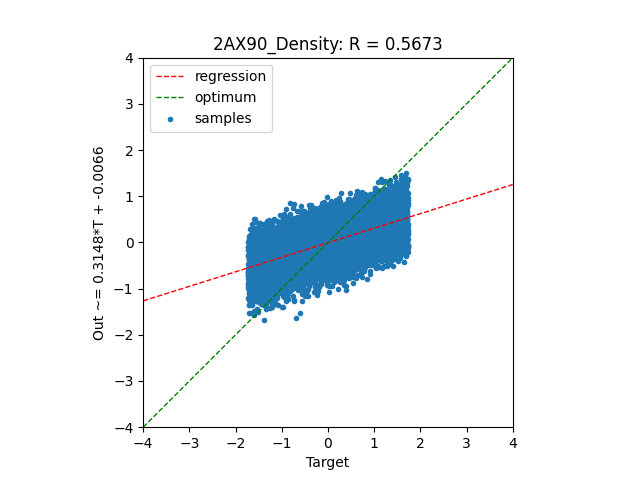 2AX90_Density: R = 0.5673
regression
optimum
samples
Out ~= 0.3148*T + -0.0066
4
3
2
1
0
−1
−2
−3
−4
−4 −3 −2 −1 0 1 2 3 4
Target